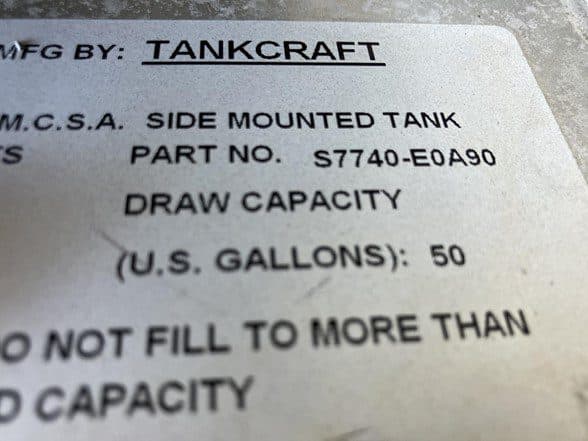 MFG BY: TANKCRAFT
M.C.S.A. SIDE MOUNTED TANK
S PART NO. S7740-E0A90
DRAW CAPACITY
(U.S. GALLONS): 50
O NOT FILL TO MORE THAN
D CAPACITY